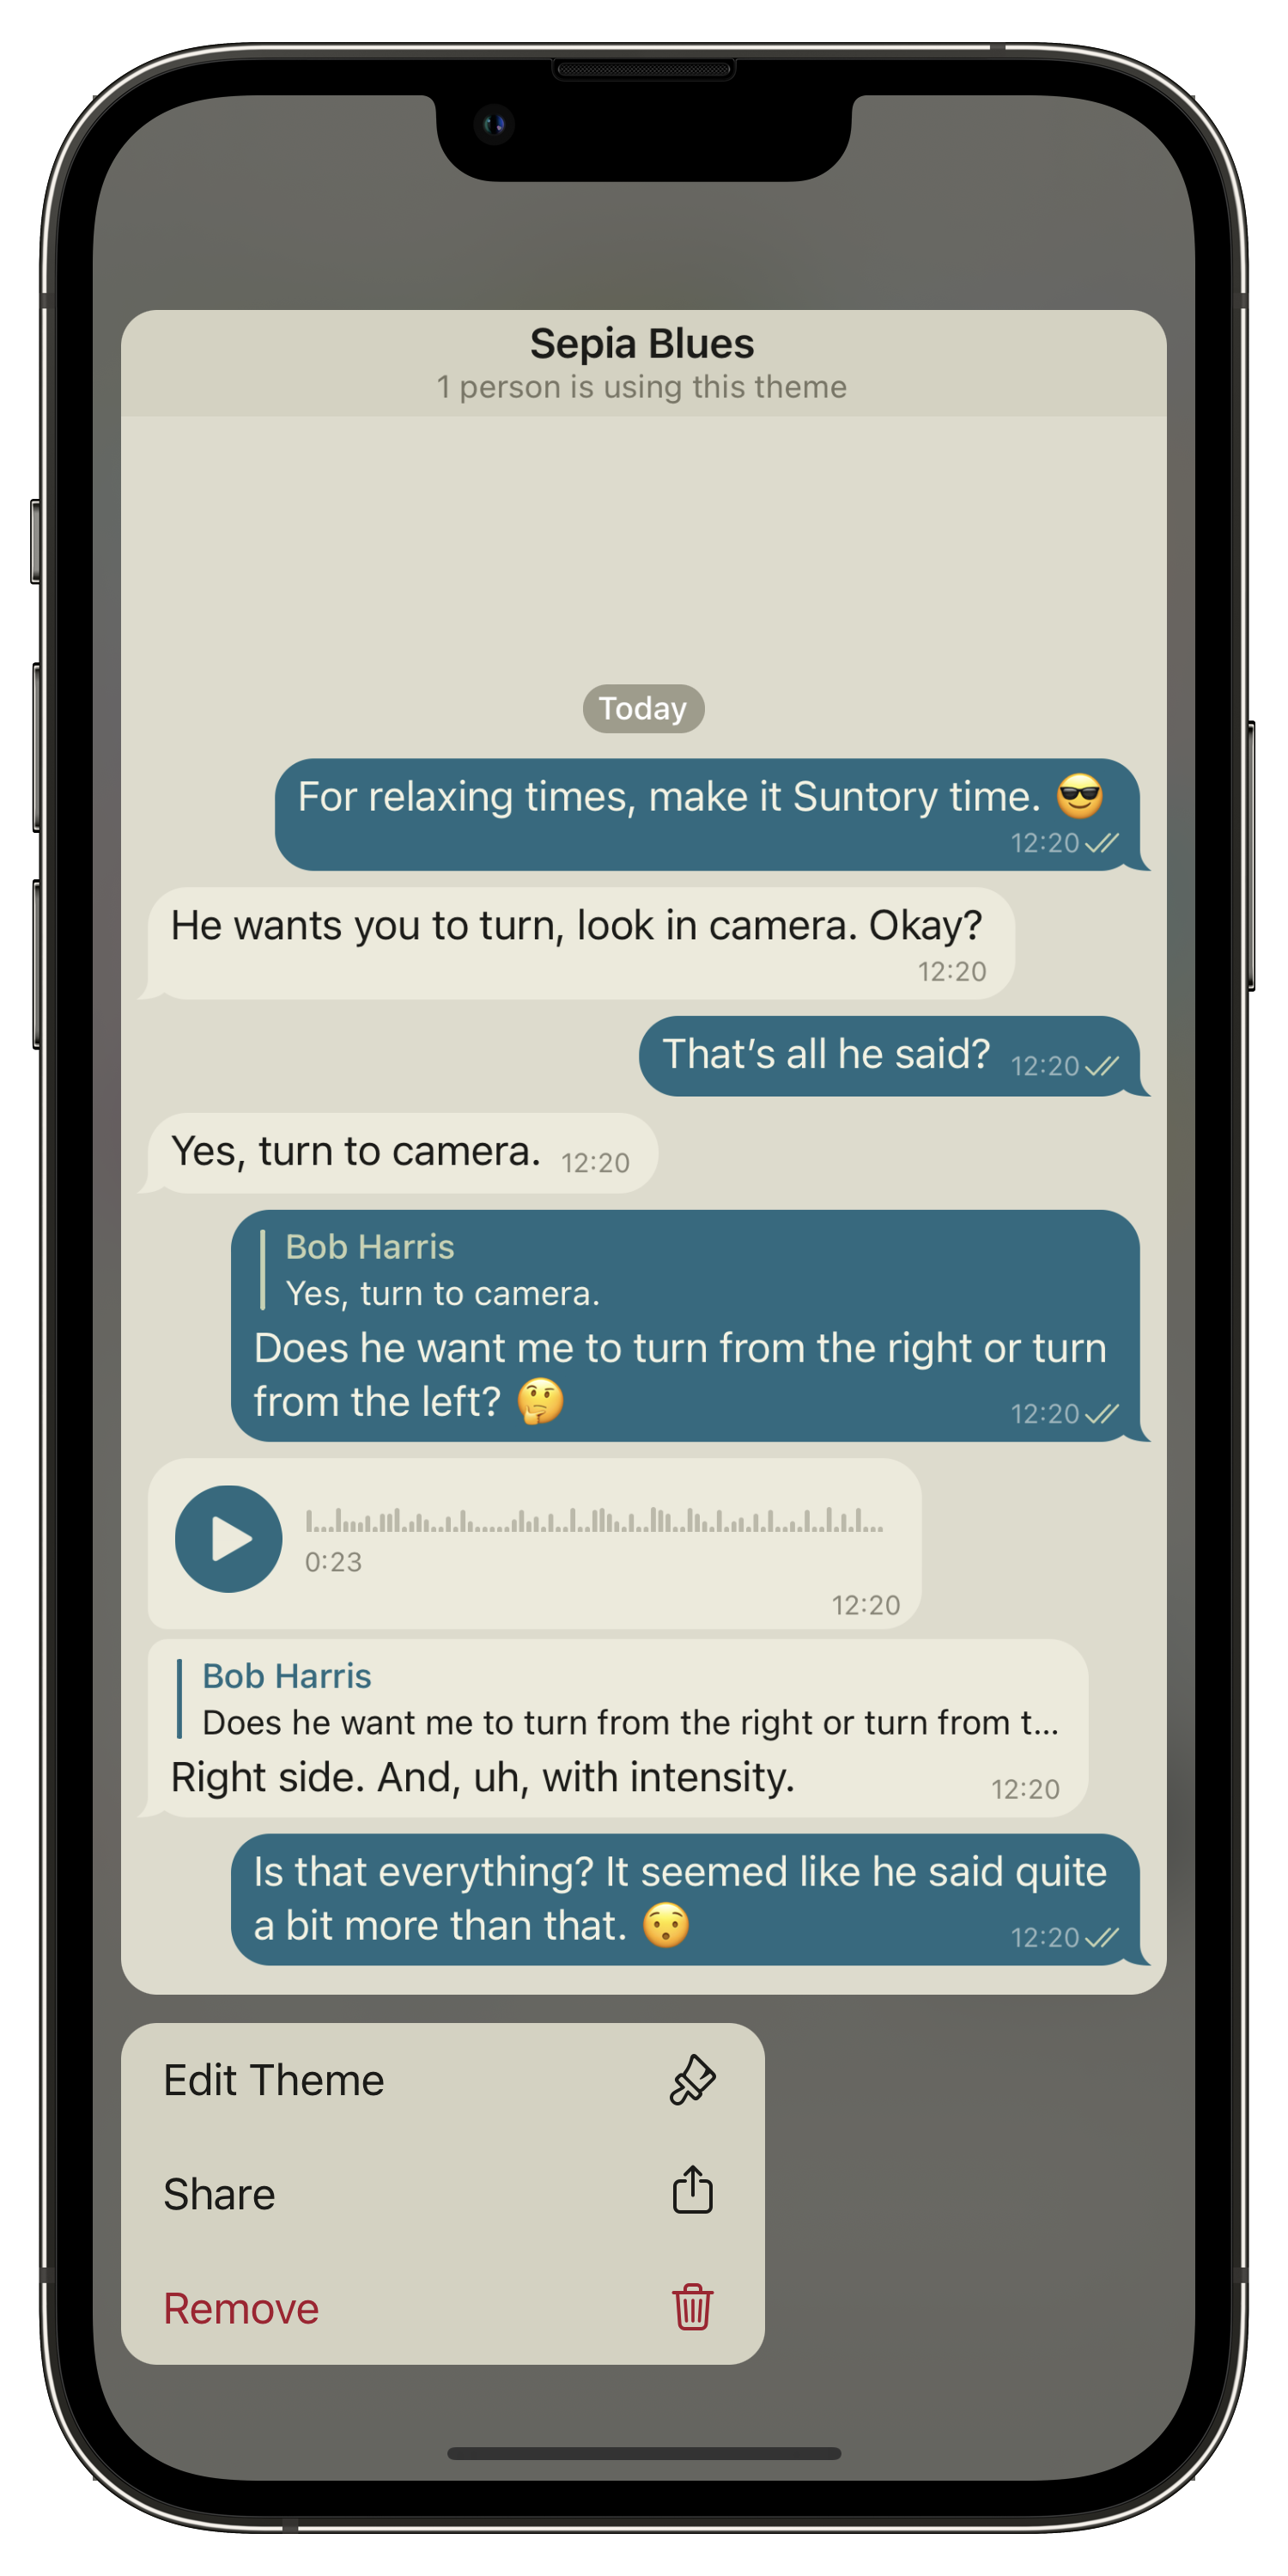 Sepia Blues
1 person is using this theme
Today
For relaxing times, make it Suntory time. 😎
12:20
He wants you to turn, look in camera. Okay?
12:20
That’s all he said? 12:20
Yes, turn to camera. 12:20
Bob Harris
Yes, turn to camera.
Does he want me to turn from the right or turn
from the left? 🤔 12:20
0:23
12:20
Bob Harris
Does he want me to turn from the right or turn from t...
Right side. And, uh, with intensity. 12:20
Is that everything? It seemed like he said quite
a bit more than that. 😯 12:20
Edit Theme
Share
Remove